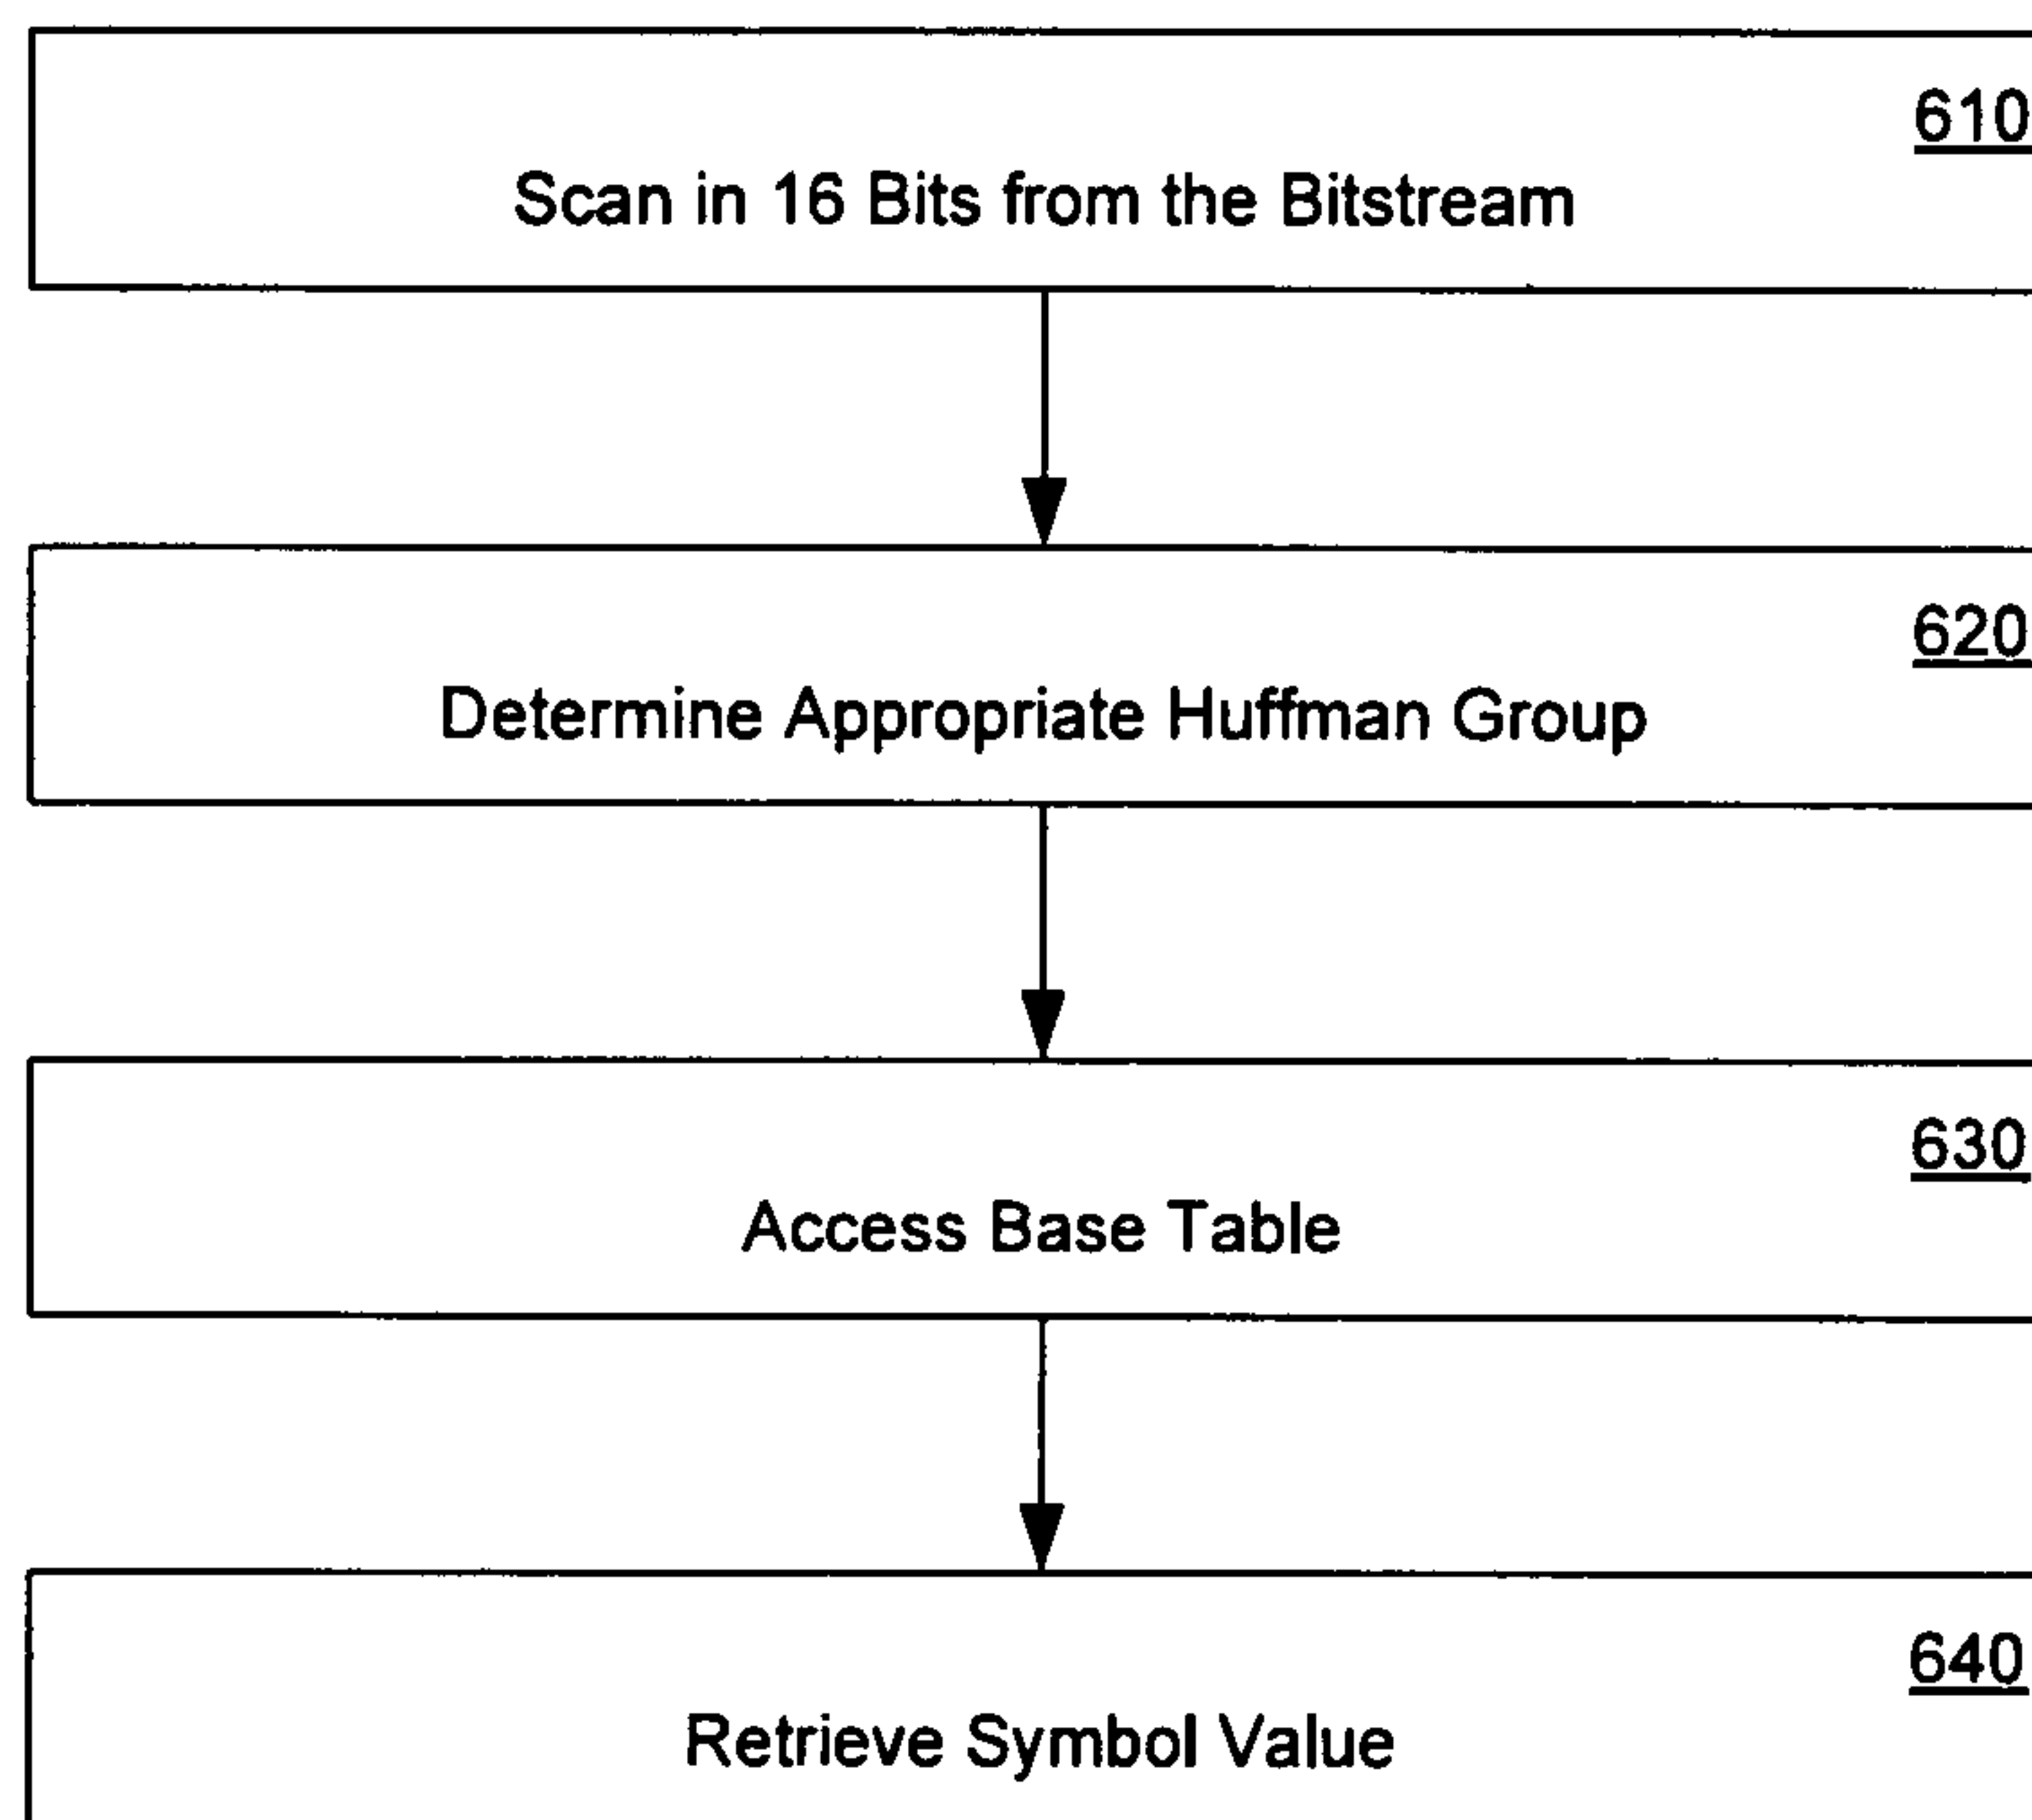 610
Scan in 16 Bits from the Bitstream
620
Determine Appropriate Huffman Group
630
Access Base Table
640
Retrieve Symbol Value